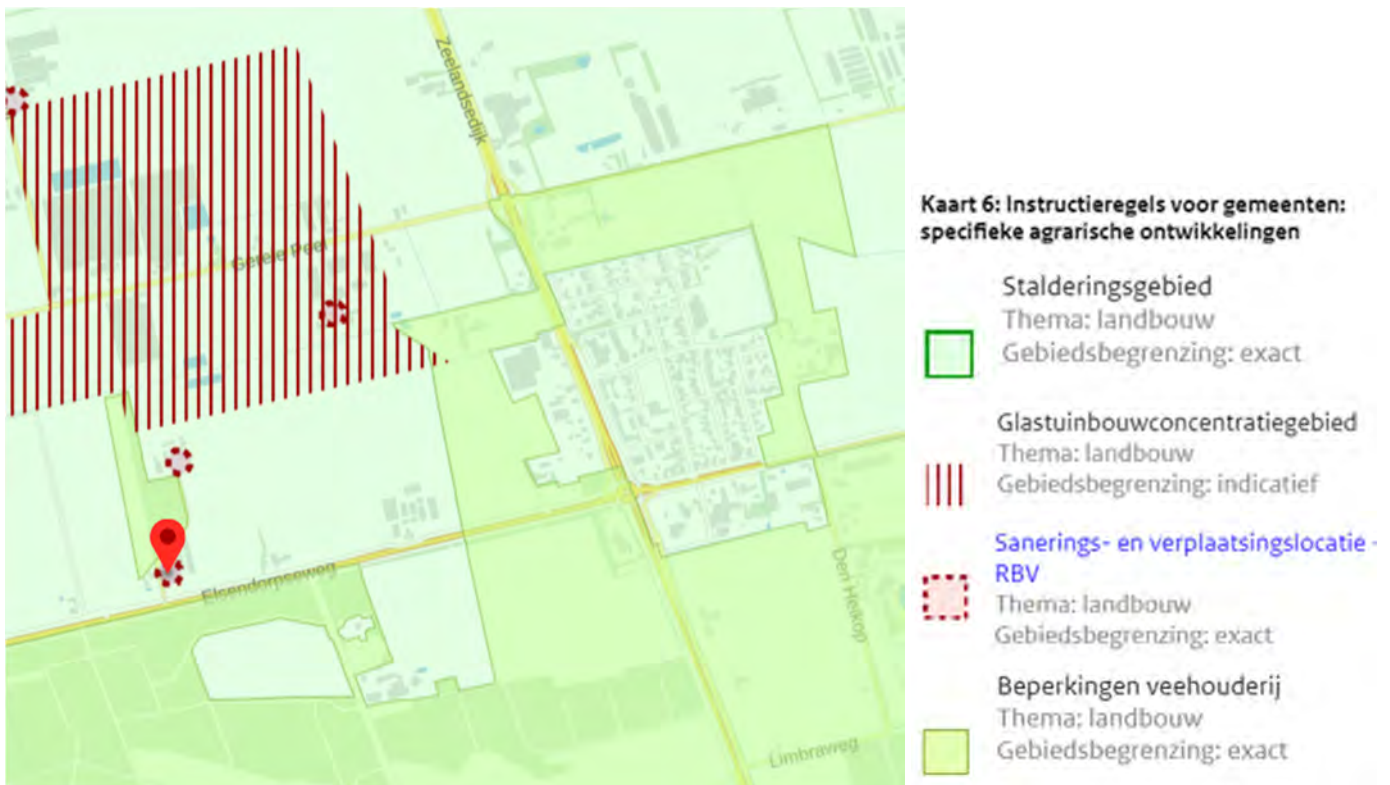 Zeelandsedijk
Gerele Peel
Elsendorpseweg
Den Heikop
Limbraweg
Kaart 6: Instructieregels voor gemeenten:
specifieke agrarische ontwikkelingen
Stalderingsgebied
Thema: landbouw
Gebiedsbegrenzing: exact
Glastuinbouwconcentratiegebied
Thema: landbouw
Gebiedsbegrenzing: indicatief
Sanerings- en verplaatsingslocatie -
RBV
Thema: landbouw
Gebiedsbegrenzing: exact
Beperkingen veehouderij
Thema: landbouw
Gebiedsbegrenzing: exact